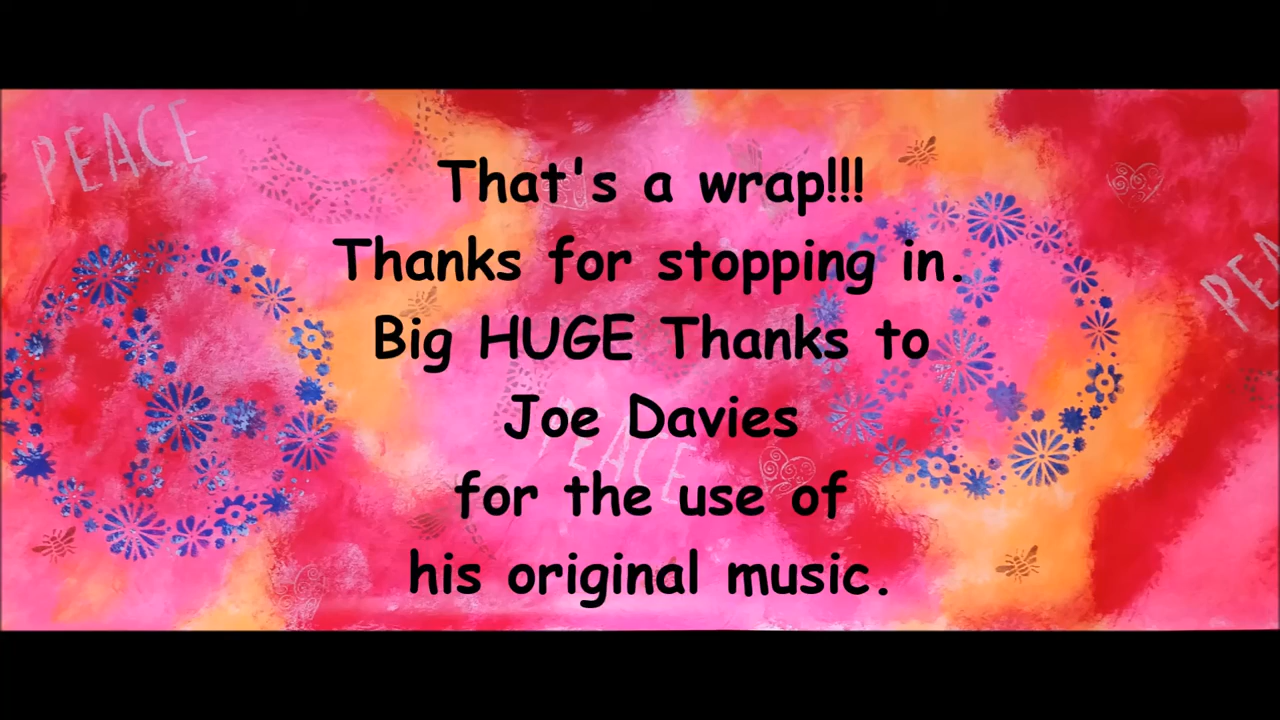 PEACE
That's a wrap!!!
Thanks for stopping in.
Big HUGE Thanks to
Joe Davies
PEACE
for the use of
his original music.